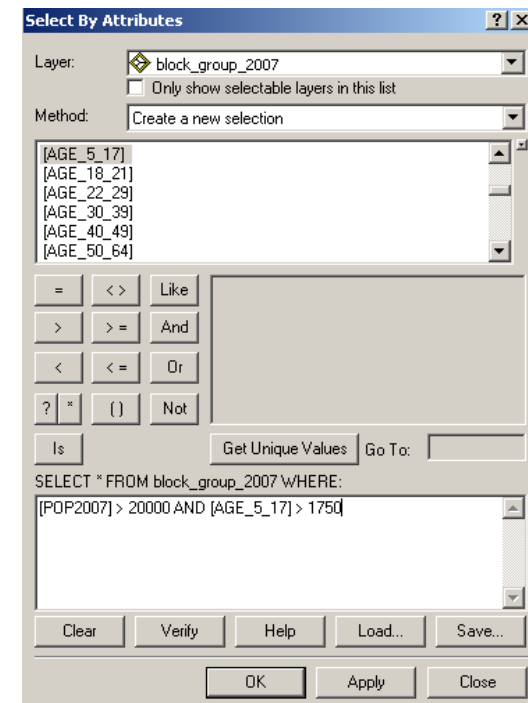 Select By Attributes
Layer: block_group_2007
Only show selectable layers in this list
Method: Create a new selection
[AGE_5_17]
[AGE_18_21]
[AGE_22_29]
[AGE_30_39]
[AGE_40_49]
[AGE_50_64]
= < > Like
> > = And
< < = Or
? * ( ) Not
Is Get Unique Values Go To:
SELECT * FROM block_group_2007 WHERE:
[POP2007] > 20000 AND [AGE_5_17] > 1750
Clear Verify Help Load... Save...
OK Apply Close